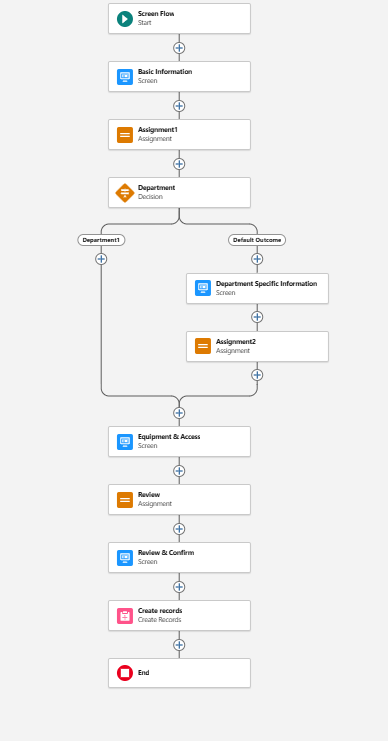 Screen Flow
Start
Basic Information
Screen
Assignment1
Assignment
Department
Decision
Department1
Default Outcome
Department Specific Information
Screen
Assignment2
Assignment
Equipment & Access
Screen
Review
Assignment
Review & Confirm
Screen
Create records
Create Records
End